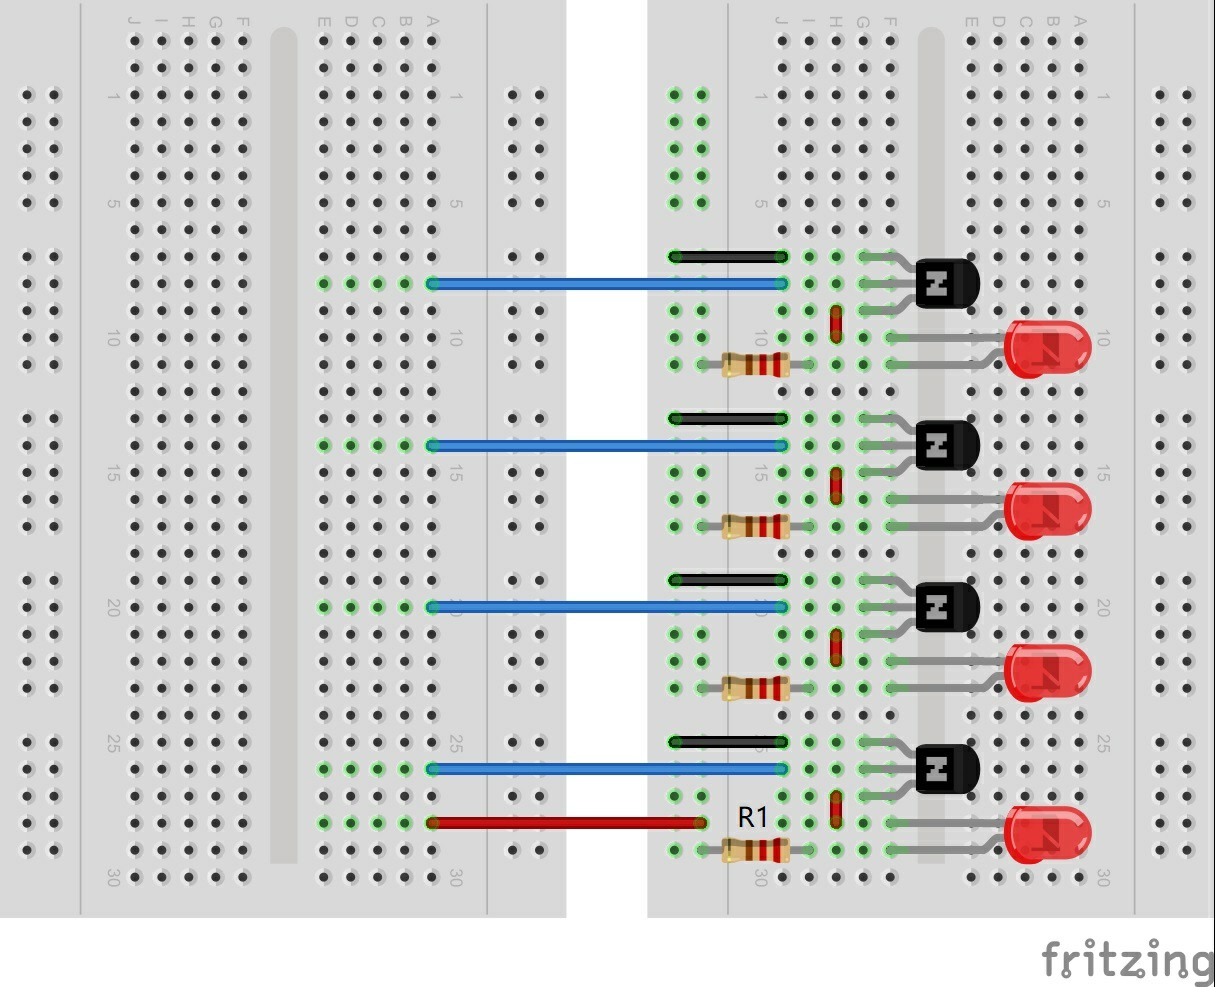 J I H G F E D C B A J I H G F E D C B A
1 1 1 1
5 5 5 5
10 10 10 10
15 15 15 15
20 20 20 20
25 25 25 25
R1
30 30 30 30
N
N
N
N
fritzing